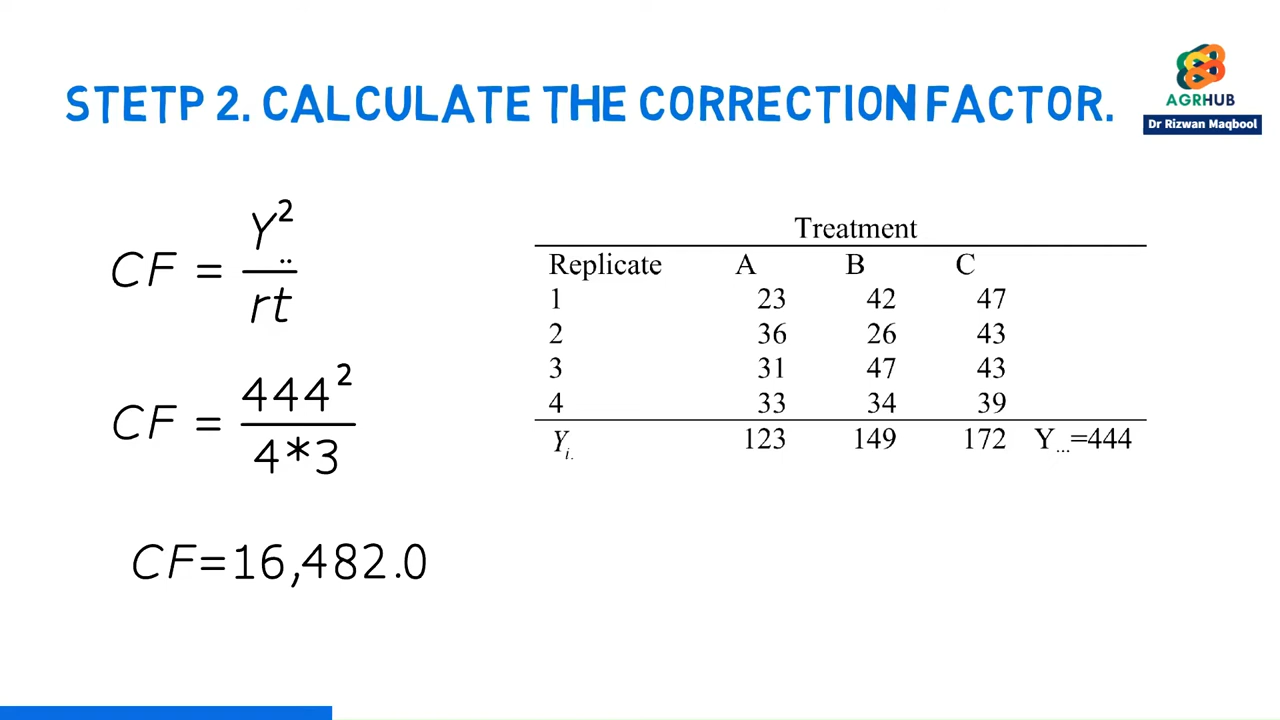 STETP 2. CALCULATE THE CORRECTION FACTOR.
AGRHUB
Dr Rizwan Maqbool
CF = Y..² / rt
CF = 444² / 4*3
CF=16,482.0
Treatment
Replicate A B C
1 23 42 47
2 36 26 43
3 31 47 43
4 33 34 39
Yi. 123 149 172 Y...=444